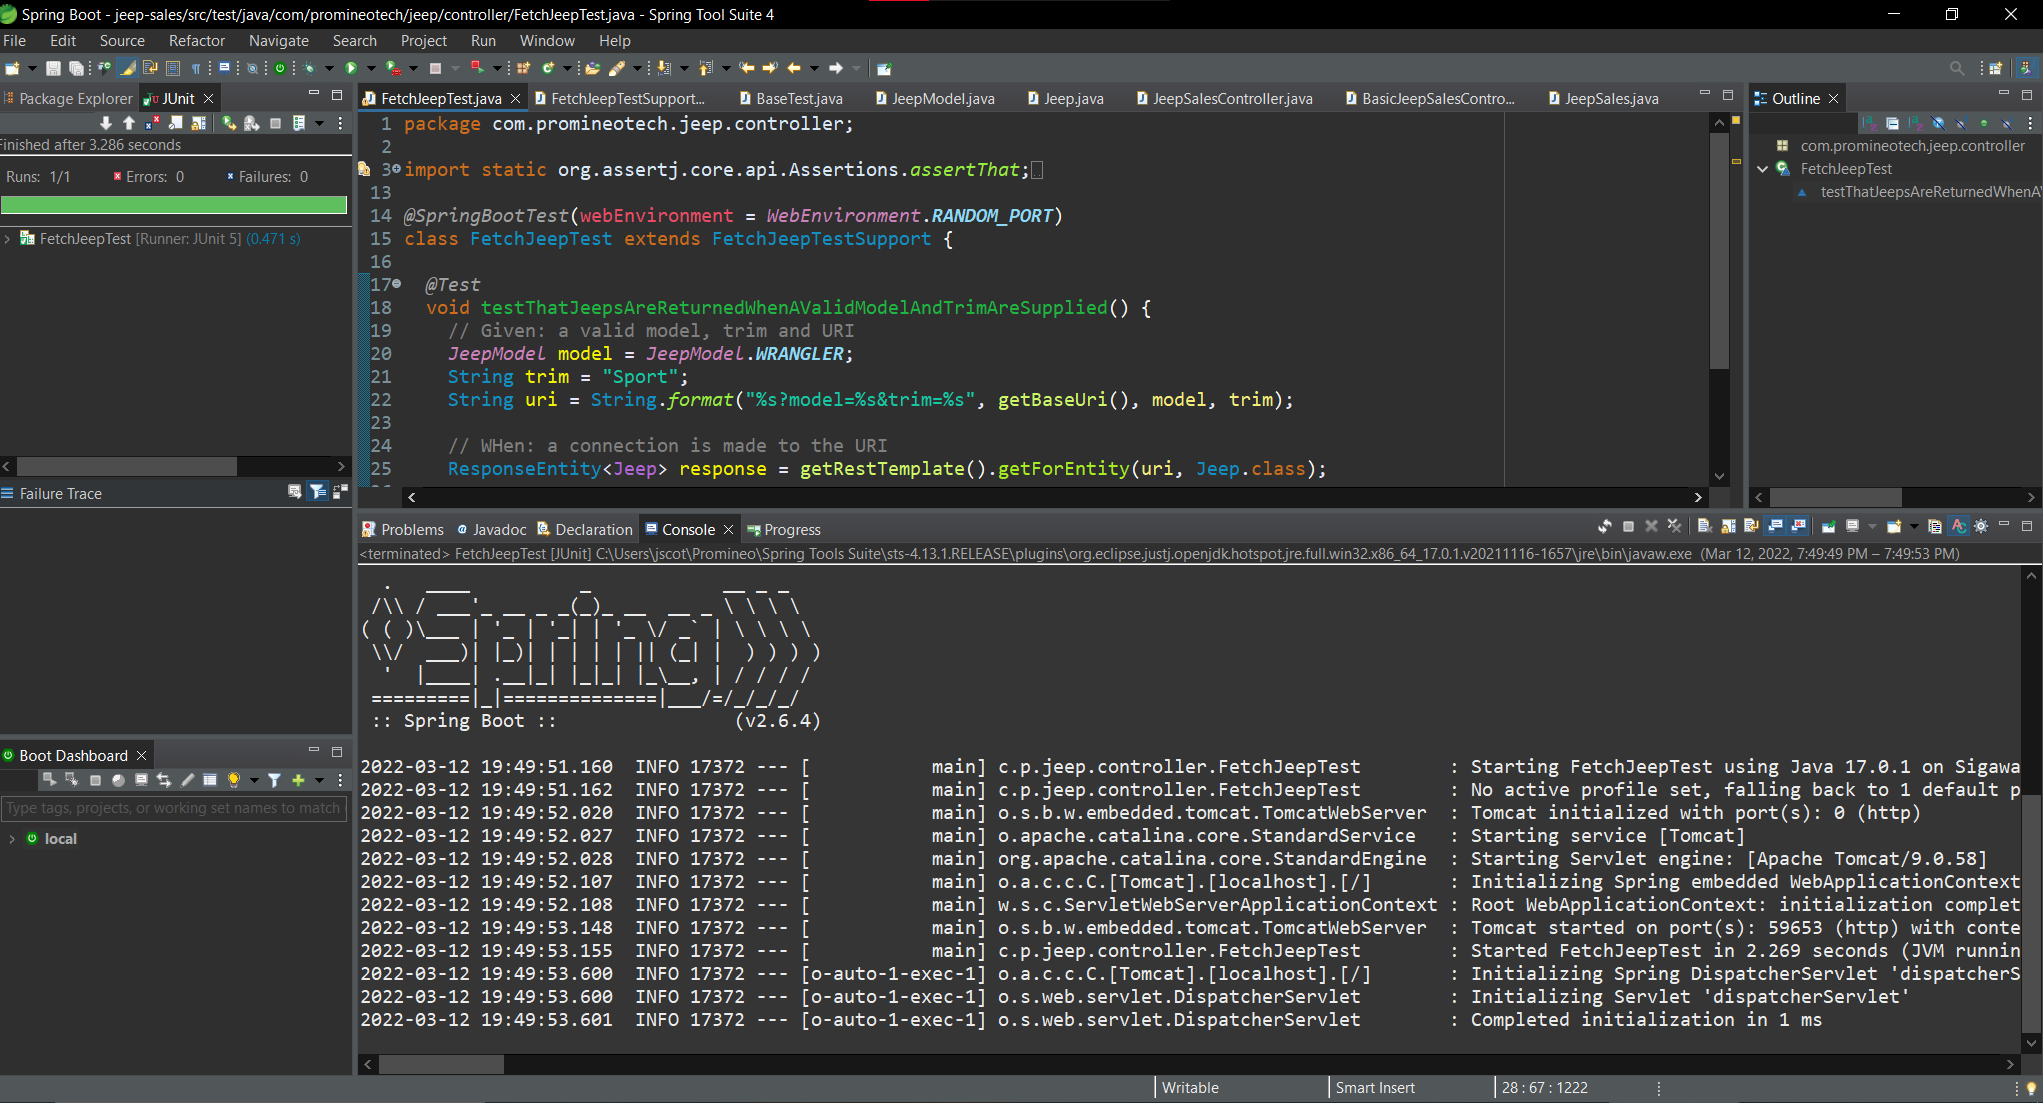 Spring Boot - jeep-sales/src/test/java/com/promineotech/jeep/controller/FetchJeepTest.java - Spring Tool Suite 4
File Edit Source Refactor Navigate Search Project Run Window Help
Package Explorer JUnit
Finished after 3.286 seconds
Runs: 1/1 Errors: 0 Failures: 0
FetchJeepTest [Runner: JUnit 5] (0.471 s)
Failure Trace
Boot Dashboard
Type tags, projects, or working set names to match
local
FetchJeepTest.java FetchJeepTestSupport... BaseTest.java JeepModel.java Jeep.java JeepSalesController.java BasicJeepSalesContro... JeepSales.java
1 package com.promineotech.jeep.controller;
2
3 import static org.assertj.core.api.Assertions.assertThat;
13
14 @SpringBootTest(webEnvironment = WebEnvironment.RANDOM_PORT)
15 class FetchJeepTest extends FetchJeepTestSupport {
16
17 @Test
18 void testThatJeepsAreReturnedWhenAValidModelAndTrimAreSupplied() {
19 // Given: a valid model, trim and URI
20 JeepModel model = JeepModel.WRANGLER;
21 String trim = "Sport";
22 String uri = String.format("%s?model=%s&trim=%s", getBaseUri(), model, trim);
23
24 // WHen: a connection is made to the URI
25 ResponseEntity<Jeep> response = getRestTemplate().getForEntity(uri, Jeep.class);
Outline
com.promineotech.jeep.controller
FetchJeepTest
testThatJeepsAreReturnedWhenAV
Problems Javadoc Declaration Console Progress
<terminated> FetchJeepTest [JUnit] C:\Users\jscot\Promineo\Spring Tools Suite\sts-4.13.1.RELEASE\plugins\org.eclipse.justj.openjdk.hotspot.jre.full.win32.x86_64_17.0.1.v20211116-1657\jre\bin\javaw.exe (Mar 12, 2022, 7:49:49 PM – 7:49:53 PM)
Spring
:: Spring Boot :: (v2.6.4)
2022-03-12 19:49:51.160 INFO 17372 --- [ main] c.p.jeep.controller.FetchJeepTest : Starting FetchJeepTest using Java 17.0.1 on Sigawa
2022-03-12 19:49:51.162 INFO 17372 --- [ main] c.p.jeep.controller.FetchJeepTest : No active profile set, falling back to 1 default p
2022-03-12 19:49:52.020 INFO 17372 --- [ main] o.s.b.w.embedded.tomcat.TomcatWebServer : Tomcat initialized with port(s): 0 (http)
2022-03-12 19:49:52.027 INFO 17372 --- [ main] o.apache.catalina.core.StandardService : Starting service [Tomcat]
2022-03-12 19:49:52.028 INFO 17372 --- [ main] org.apache.catalina.core.StandardEngine : Starting Servlet engine: [Apache Tomcat/9.0.58]
2022-03-12 19:49:52.107 INFO 17372 --- [ main] o.a.c.c.C.[Tomcat].[localhost].[/] : Initializing Spring embedded WebApplicationContext
2022-03-12 19:49:52.108 INFO 17372 --- [ main] w.s.c.ServletWebServerApplicationContext : Root WebApplicationContext: initialization complet
2022-03-12 19:49:53.148 INFO 17372 --- [ main] o.s.b.w.embedded.tomcat.TomcatWebServer : Tomcat started on port(s): 59653 (http) with conte
2022-03-12 19:49:53.155 INFO 17372 --- [ main] c.p.jeep.controller.FetchJeepTest : Started FetchJeepTest in 2.269 seconds (JVM runnin
2022-03-12 19:49:53.600 INFO 17372 --- [o-auto-1-exec-1] o.a.c.c.C.[Tomcat].[localhost].[/] : Initializing Spring DispatcherServlet 'dispatcherS
2022-03-12 19:49:53.600 INFO 17372 --- [o-auto-1-exec-1] o.s.web.servlet.DispatcherServlet : Initializing Servlet 'dispatcherServlet'
2022-03-12 19:49:53.601 INFO 17372 --- [o-auto-1-exec-1] o.s.web.servlet.DispatcherServlet : Completed initialization in 1 ms
Writable Smart Insert 28 : 67 : 1222